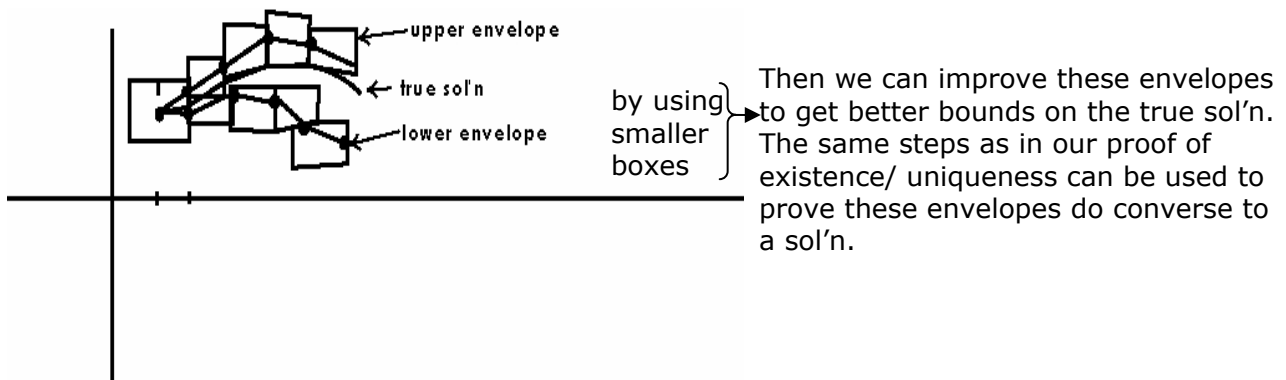 upper envelope
true sol'n
lower envelope
by using
smaller
boxes
Then we can improve these envelopes
to get better bounds on the true sol’n.
The same steps as in our proof of
existence/ uniqueness can be used to
prove these envelopes do converse to
a sol’n.